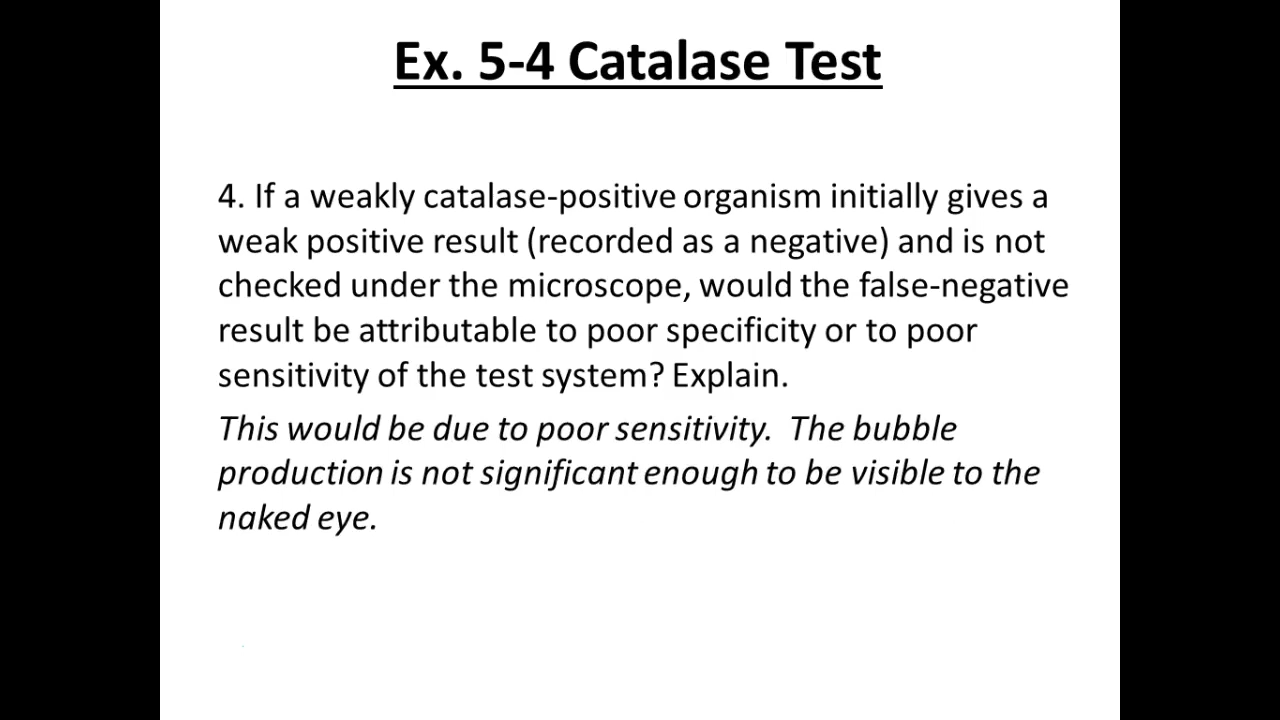 Ex. 5-4 Catalase Test
4. If a weakly catalase-positive organism initially gives a
weak positive result (recorded as a negative) and is not
checked under the microscope, would the false-negative
result be attributable to poor specificity or to poor
sensitivity of the test system? Explain.
This would be due to poor sensitivity.  The bubble
production is not significant enough to be visible to the
naked eye.